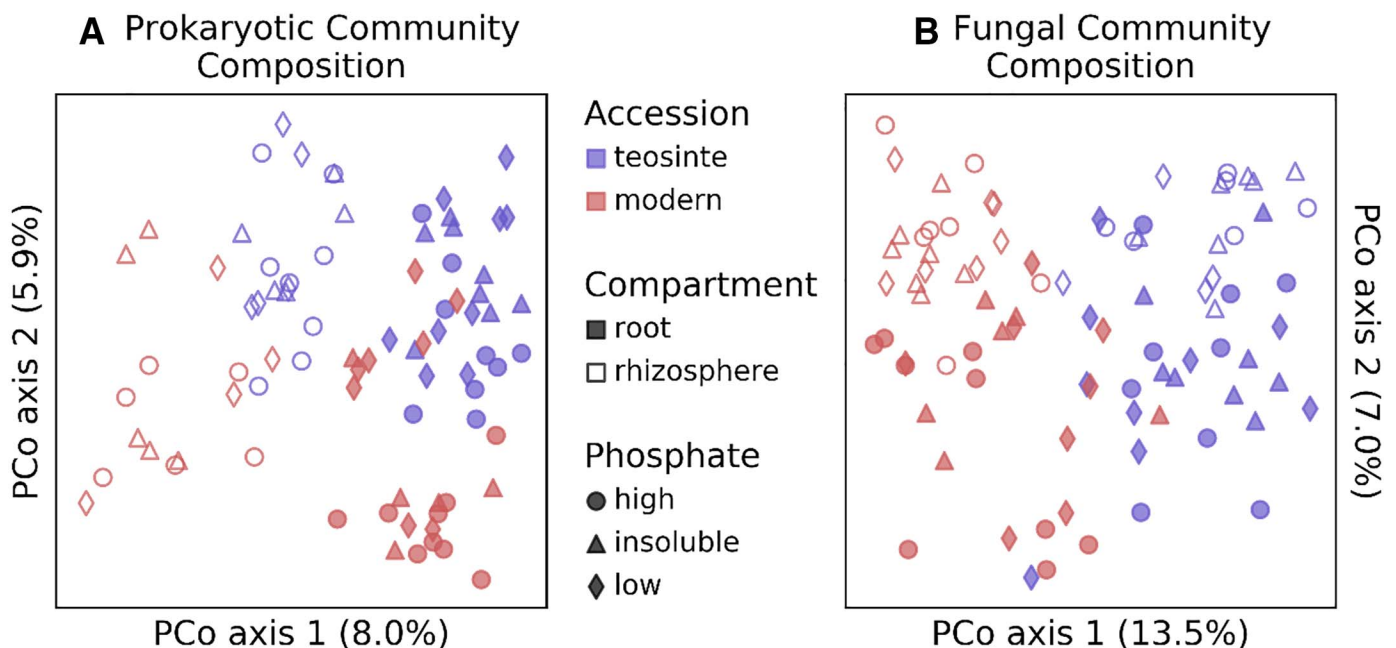 A Prokaryotic Community
Composition
PCo axis 2 (5.9%)
PCo axis 1 (8.0%)
Accession
teosinte
modern
Compartment
root
rhizosphere
Phosphate
high
insoluble
low
B Fungal Community
Composition
PCo axis 2 (7.0%)
PCo axis 1 (13.5%)